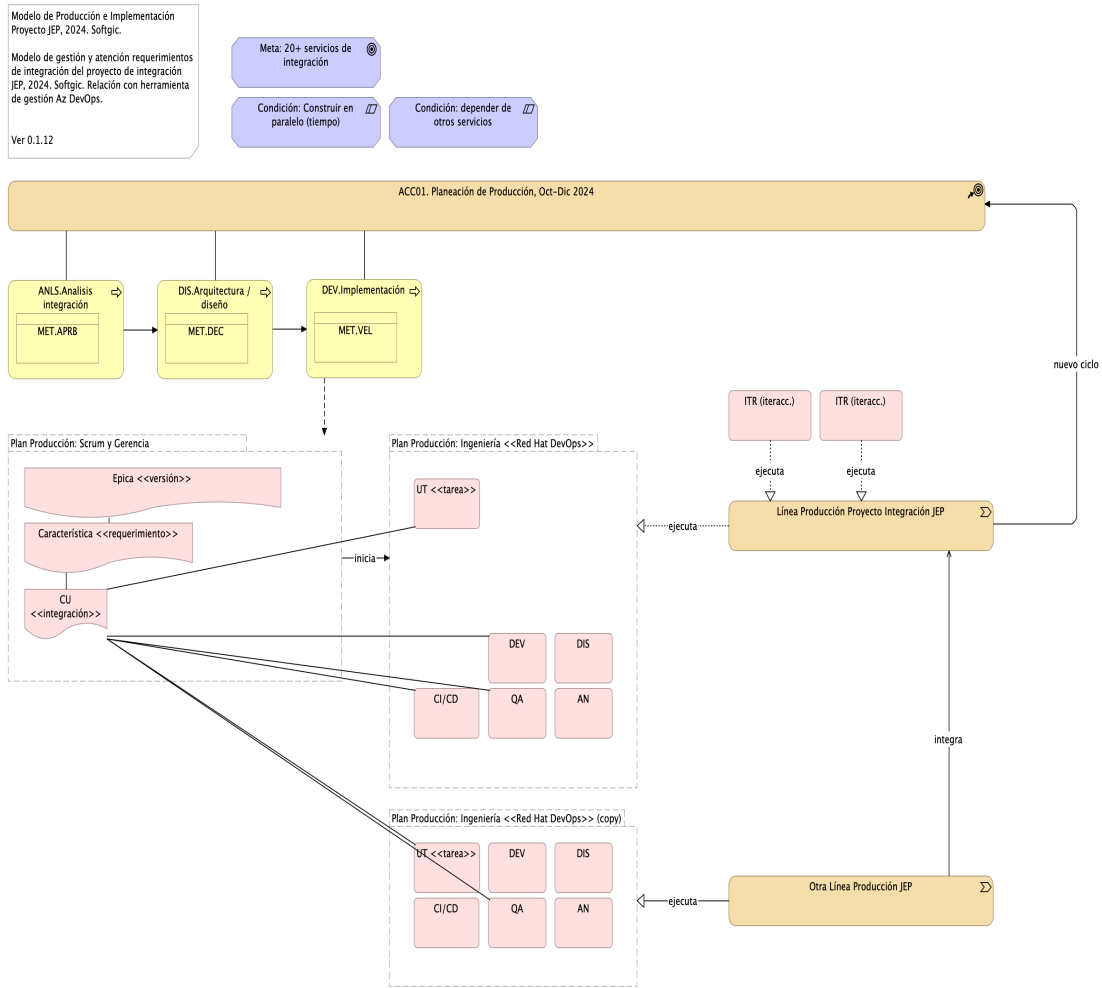 Modelo de Producción e Implementación
Proyecto JEP, 2024. Softgic.
Modelo de gestión y atención requerimientos
de integración del proyecto de integración
JEP, 2024. Softgic. Relación con herramienta
de gestión Az DevOps.
Ver 0.1.12
Meta: 20+ servicios de
integración
Condición: Construir en
paralelo (tiempo)
Condición: depender de
otros servicios
ACC01. Planeación de Producción, Oct-Dic 2024
ANLS.Analisis
integración
MET.APRB
DIS.Arquitectura /
diseño
MET.DEC
DEV.Implementación
MET.VEL
nuevo ciclo
ITR (iteracc.)
ITR (iteracc.)
ejecuta
ejecuta
Plan Producción: Scrum y Gerencia
Epica <<versión>>
Característica <<requerimiento>>
CU
<<integración>>
inicia
Plan Producción: Ingeniería <<Red Hat DevOps>>
UT <<tarea>>
DEV
DIS
CI/CD
QA
AN
ejecuta
Línea Producción Proyecto Integración JEP
integra
Plan Producción: Ingeniería <<Red Hat DevOps>> (copy)
UT <<tarea>>
DEV
DIS
CI/CD
QA
AN
ejecuta
Otra Línea Producción JEP